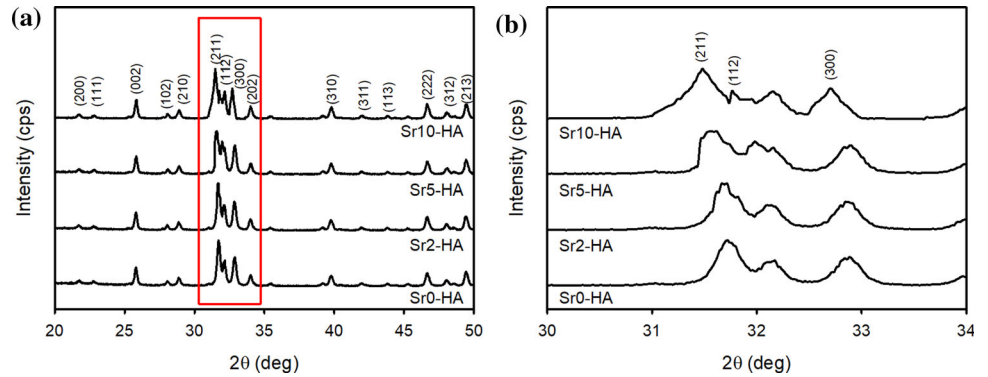 (a)
(b)
Intensity (cps)
(200)
(111)
(002)
(102)
(210)
(211)
(112)
(300)
(202)
(310)
(311)
(113)
(222)
(312)
(213)
Sr10-HA
Sr5-HA
Sr2-HA
Sr0-HA
20 25 30 35 40 45 50
2θ (deg)
Intensity (cps)
(211)
(112)
(300)
Sr10-HA
Sr5-HA
Sr2-HA
Sr0-HA
30 31 32 33 34
2θ (deg)